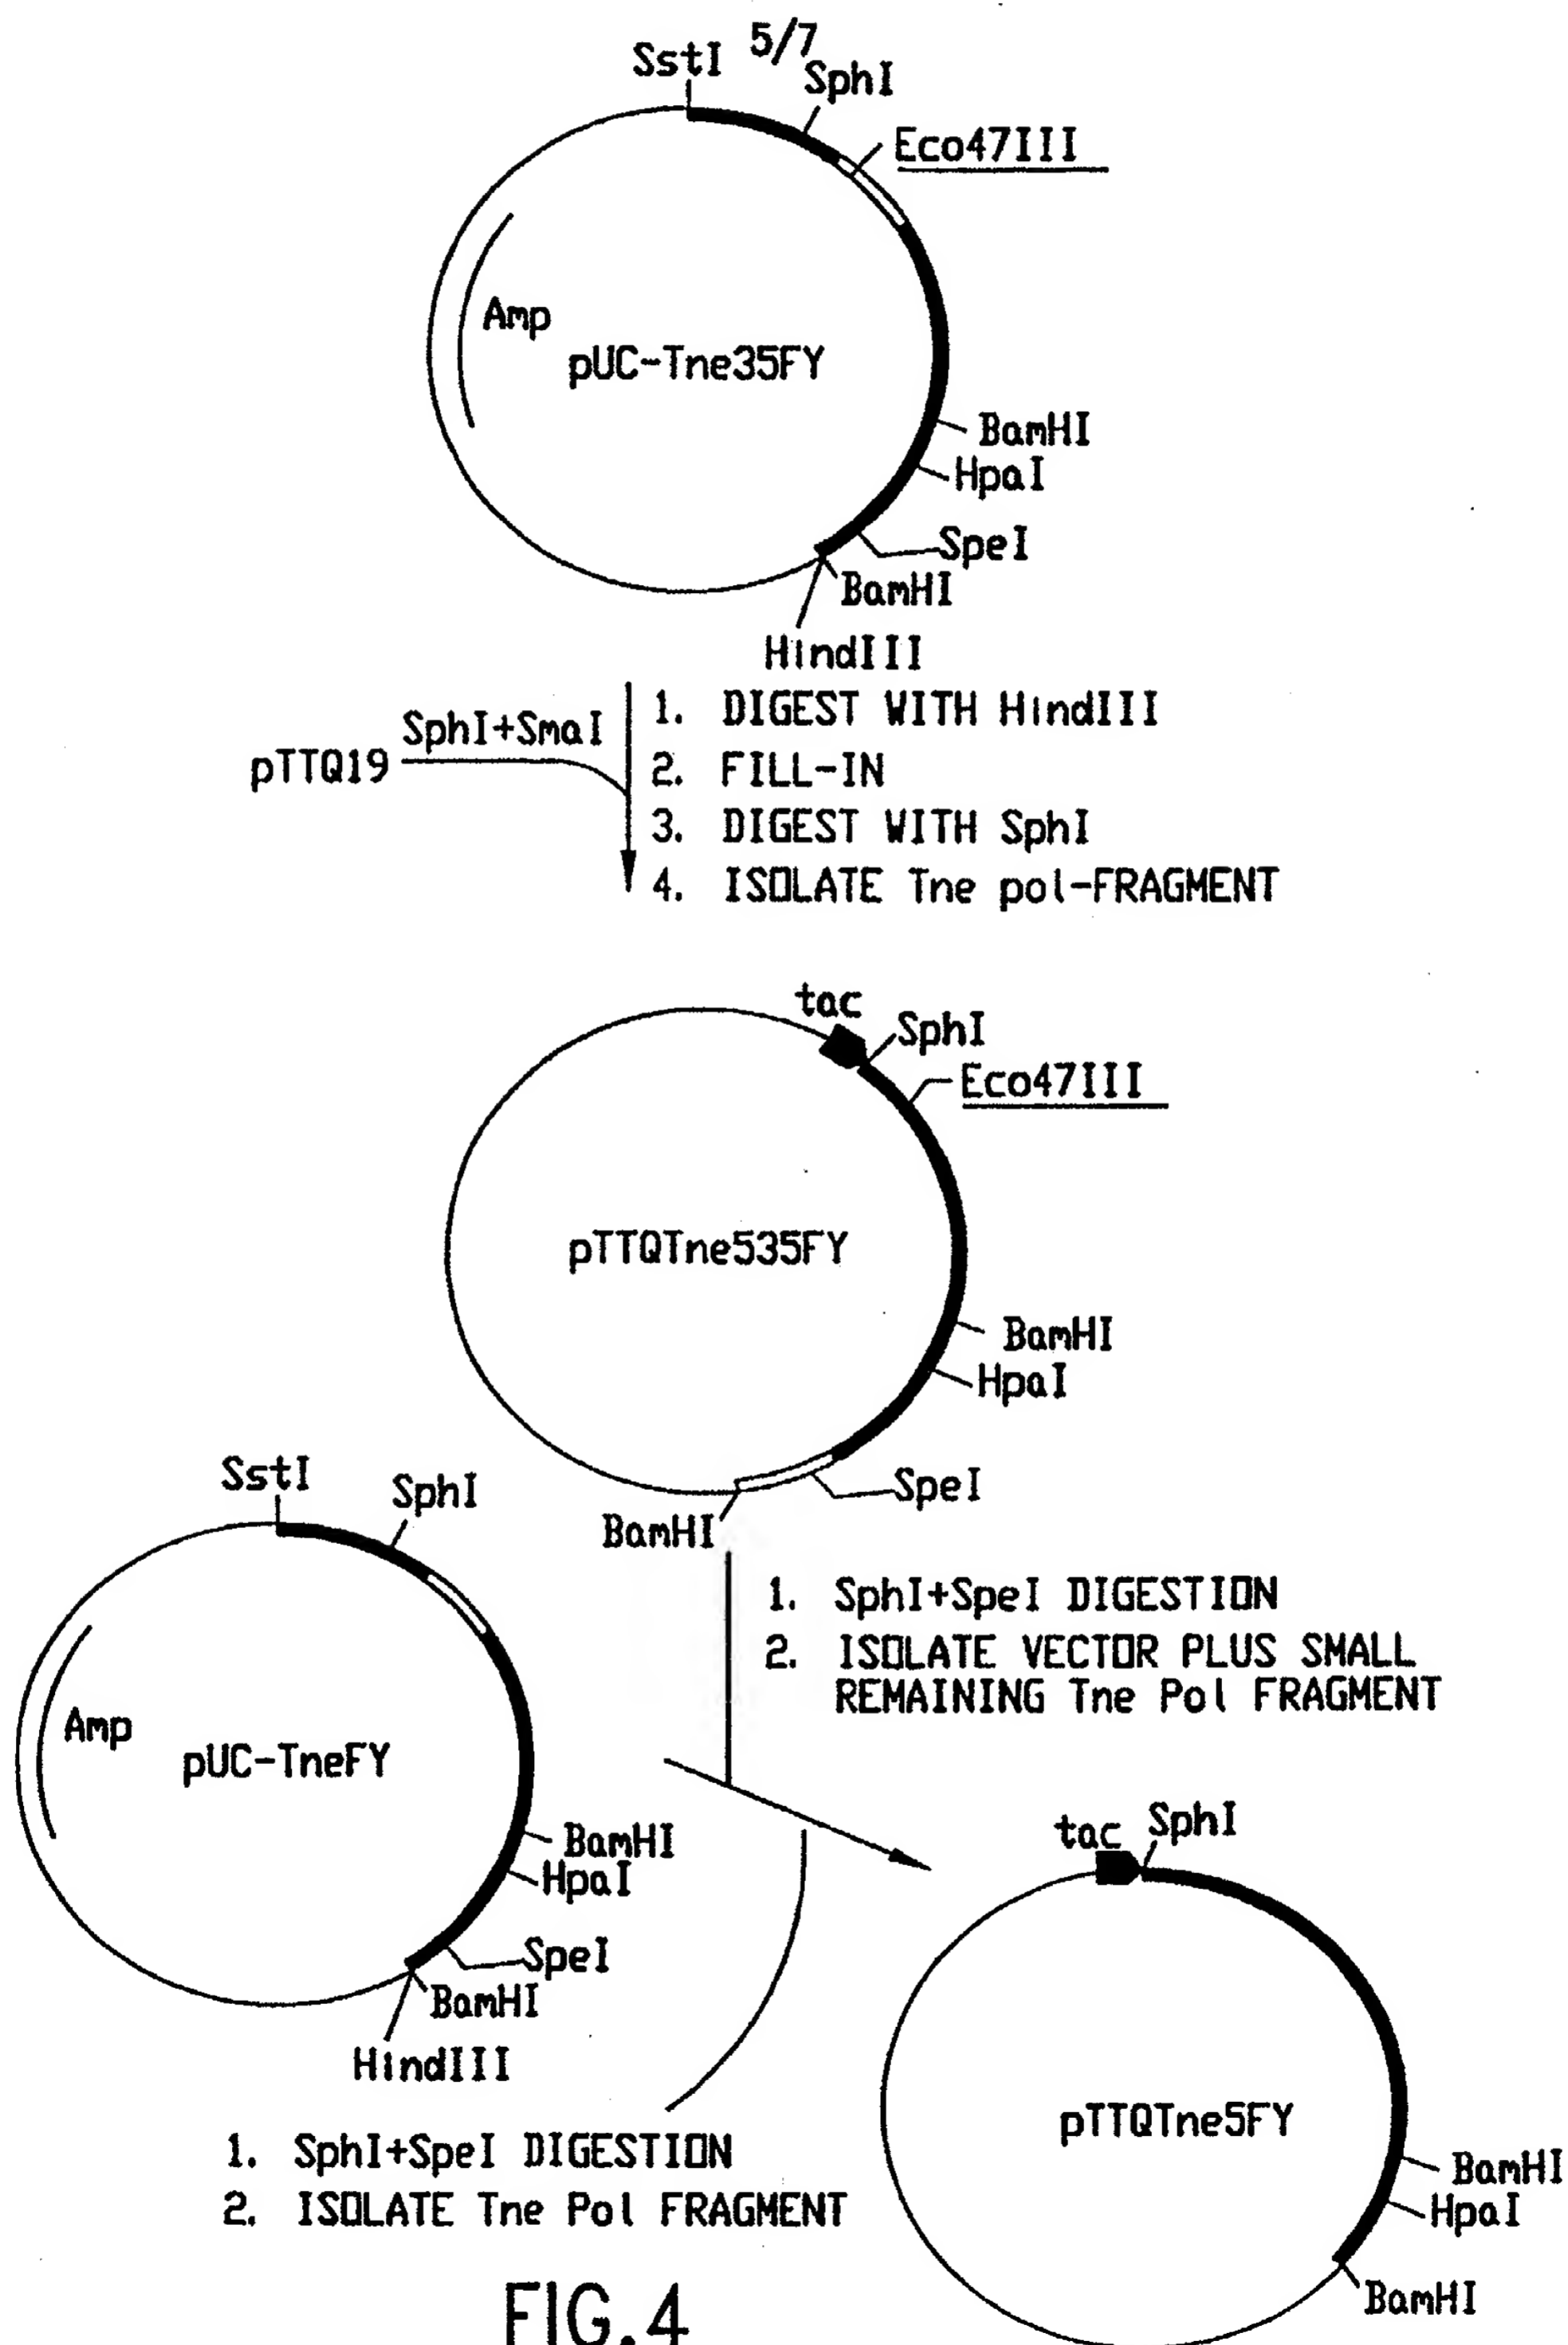 5/7
SstI
SphI
Eco47III
Amp
pUC-Tne35FY
BamHI
HpaI
SpeI
BamHI
HindIII
pTTQ19
SphI+SmaI
1. DIGEST WITH HindIII
2. FILL-IN
3. DIGEST WITH SphI
4. ISOLATE Tne pol-FRAGMENT
tac
SphI
Eco47III
pTTQTne535FY
BamHI
HpaI
SpeI
BamHI
1. SphI+SpeI DIGESTION
2. ISOLATE VECTOR PLUS SMALL
REMAINING Tne Pol FRAGMENT
SstI
SphI
Amp
pUC-TneFY
BamHI
HpaI
SpeI
BamHI
HindIII
1. SphI+SpeI DIGESTION
2. ISOLATE Tne Pol FRAGMENT
tac
SphI
pTTQTne5FY
BamHI
HpaI
BamHI
FIG.4